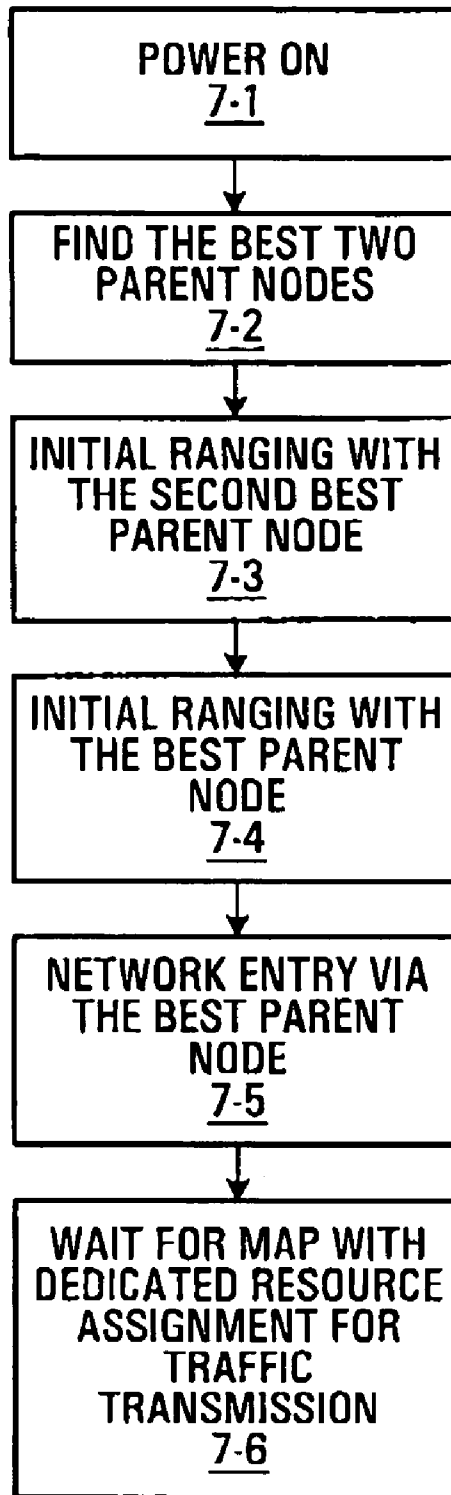 POWER ON
7-1
FIND THE BEST TWO
PARENT NODES
7-2
INITIAL RANGING WITH
THE SECOND BEST
PARENT NODE
7-3
INITIAL RANGING WITH
THE BEST PARENT
NODE
7-4
NETWORK ENTRY VIA
THE BEST PARENT
NODE
7-5
WAIT FOR MAP WITH
DEDICATED RESOURCE
ASSIGNMENT FOR
TRAFFIC
TRANSMISSION
7-6